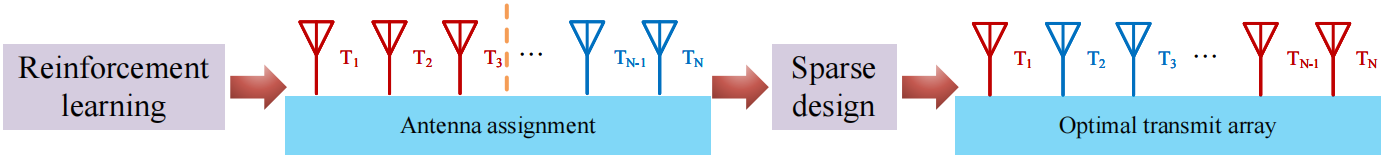 Reinforcement
learning
T1 T2 T3 ... TN-1 TN
Antenna assignment
Sparse
design
T1 T2 T3 ... TN-1 TN
Optimal transmit array